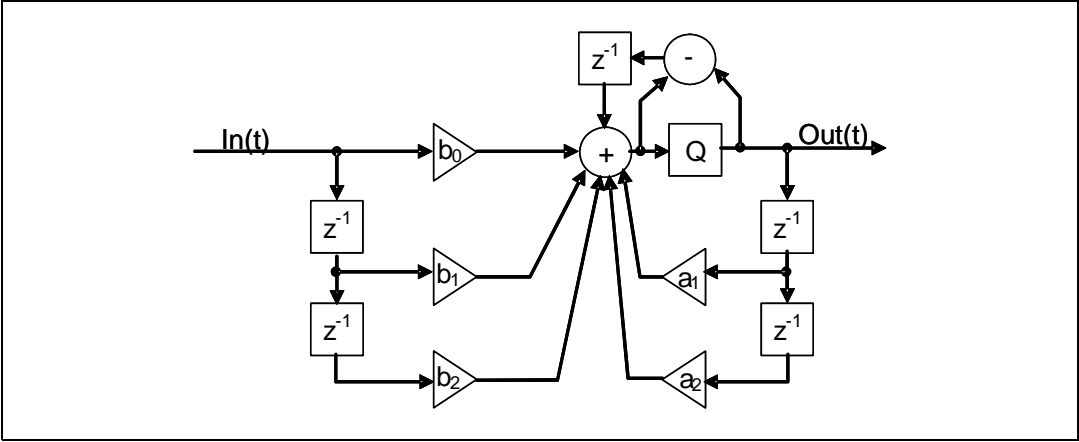 z⁻¹
-
In(t)
b₀
+
Q
Out(t)
z⁻¹
z⁻¹
b₁
a₁
z⁻¹
z⁻¹
b₂
a₂